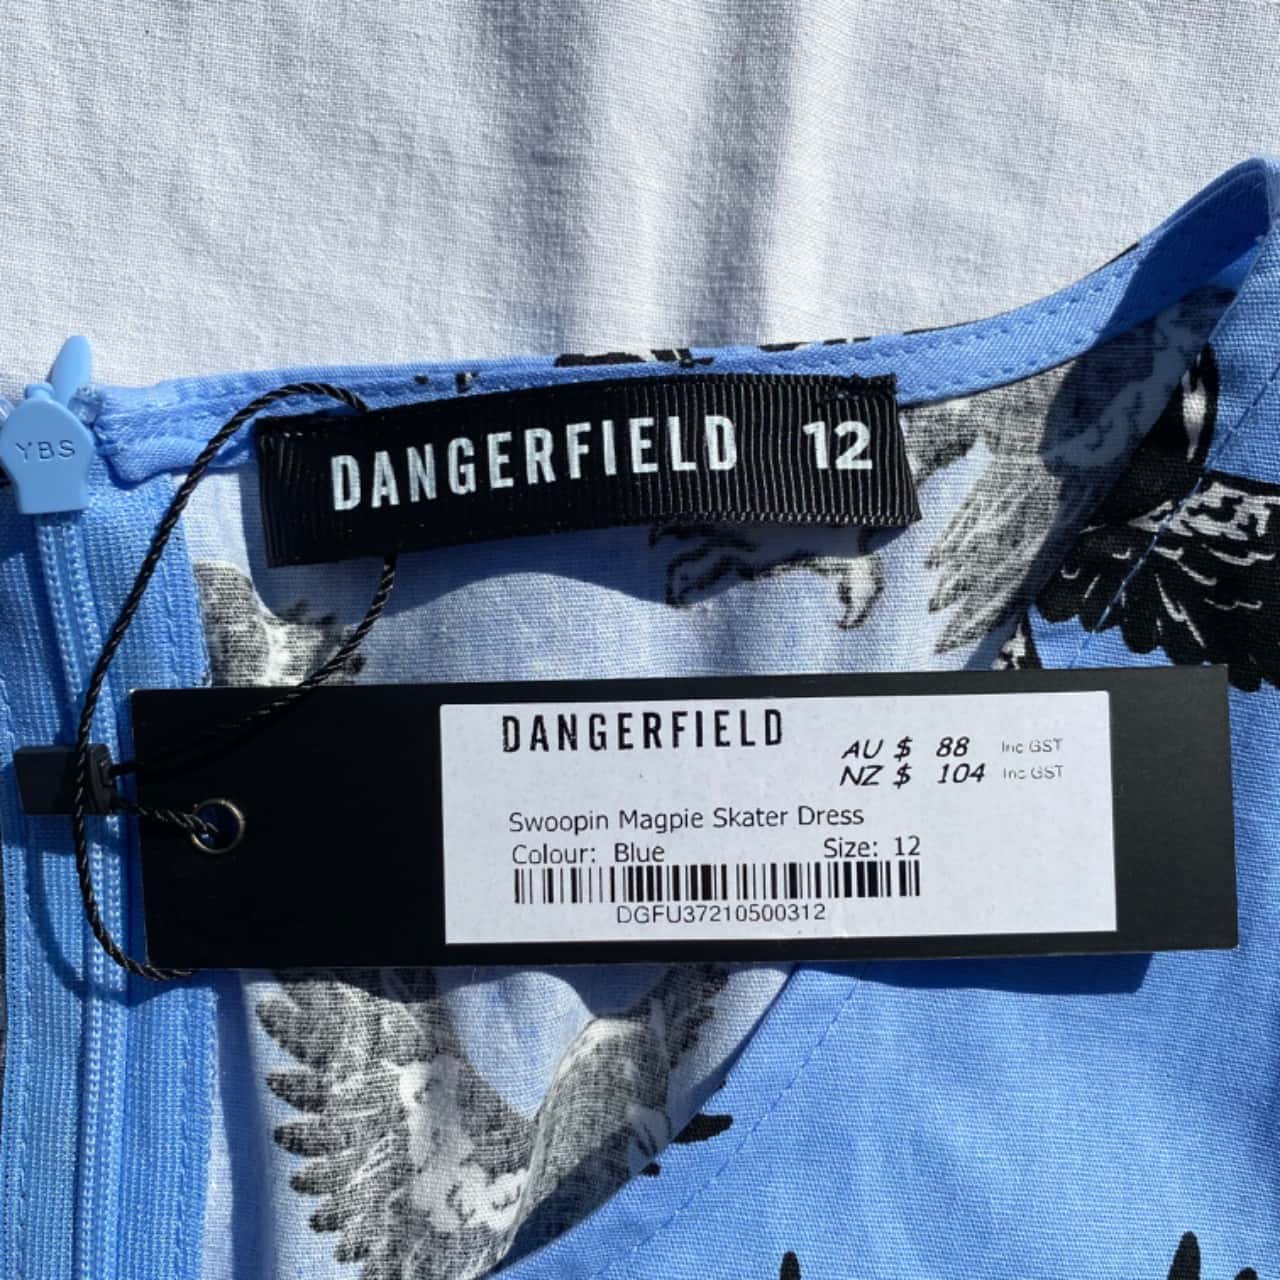 YBS
DANGERFIELD 12
DANGERFIELD
AU $ 88 Inc GST
NZ $ 104 Inc GST
Swoopin Magpie Skater Dress
Colour: Blue Size: 12
DGFU37210500312